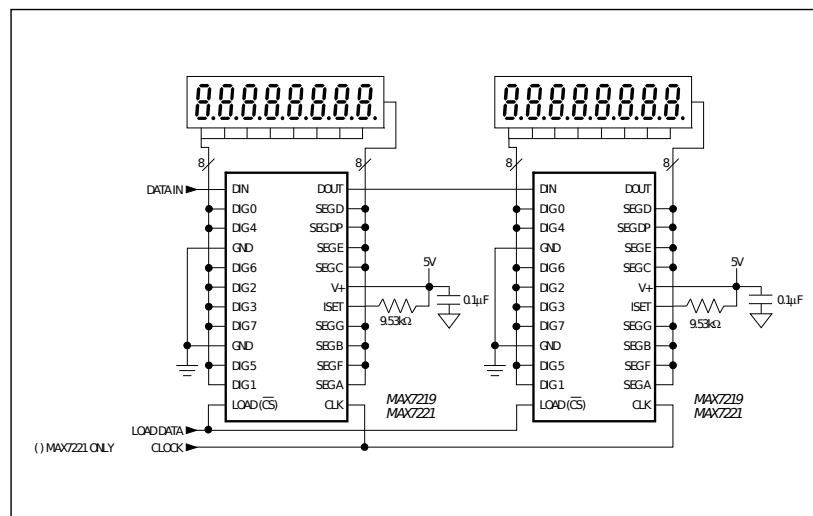 8.8.8.8.8.8.8.8.
8.8.8.8.8.8.8.8.
8 8 8 8
DATA IN DIN DOUT DIN DOUT
DIG0 SEGD DIG0 SEGD
DIG4 SEGDP DIG4 SEGDP
GND SEGE GND SEGE
5V 5V
DIG6 SEGC DIG6 SEGC
DIG2 V+ DIG2 V+
0.1µF 0.1µF
DIG3 ISET DIG3 ISET
9.53kΩ 9.53kΩ
DIG7 SEGG DIG7 SEGG
GND SEGB GND SEGB
DIG5 SEGF DIG5 SEGF
DIG1 SEGA DIG1 SEGA
LOAD (C̅S̅) CLK LOAD (C̅S̅) CLK
MAX7219 MAX7219
MAX7221 MAX7221
LOAD DATA
( ) MAX7221 ONLY CLOCK